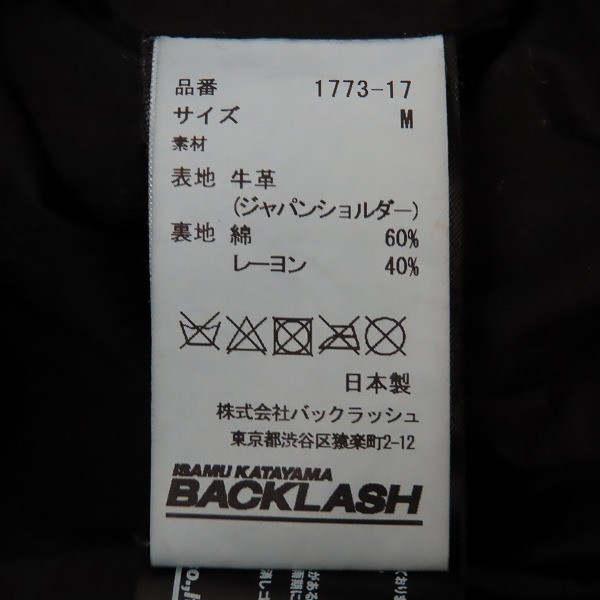 品番 1773-17
サイズ M
素材
表地 牛革
(ジャパンショルダー)
裏地 綿 60%
レーヨン 40%
日本製
株式会社バックラッシュ
東京都渋谷区猿楽町2-12
ISAMU KATAYAMA
BACKLASH